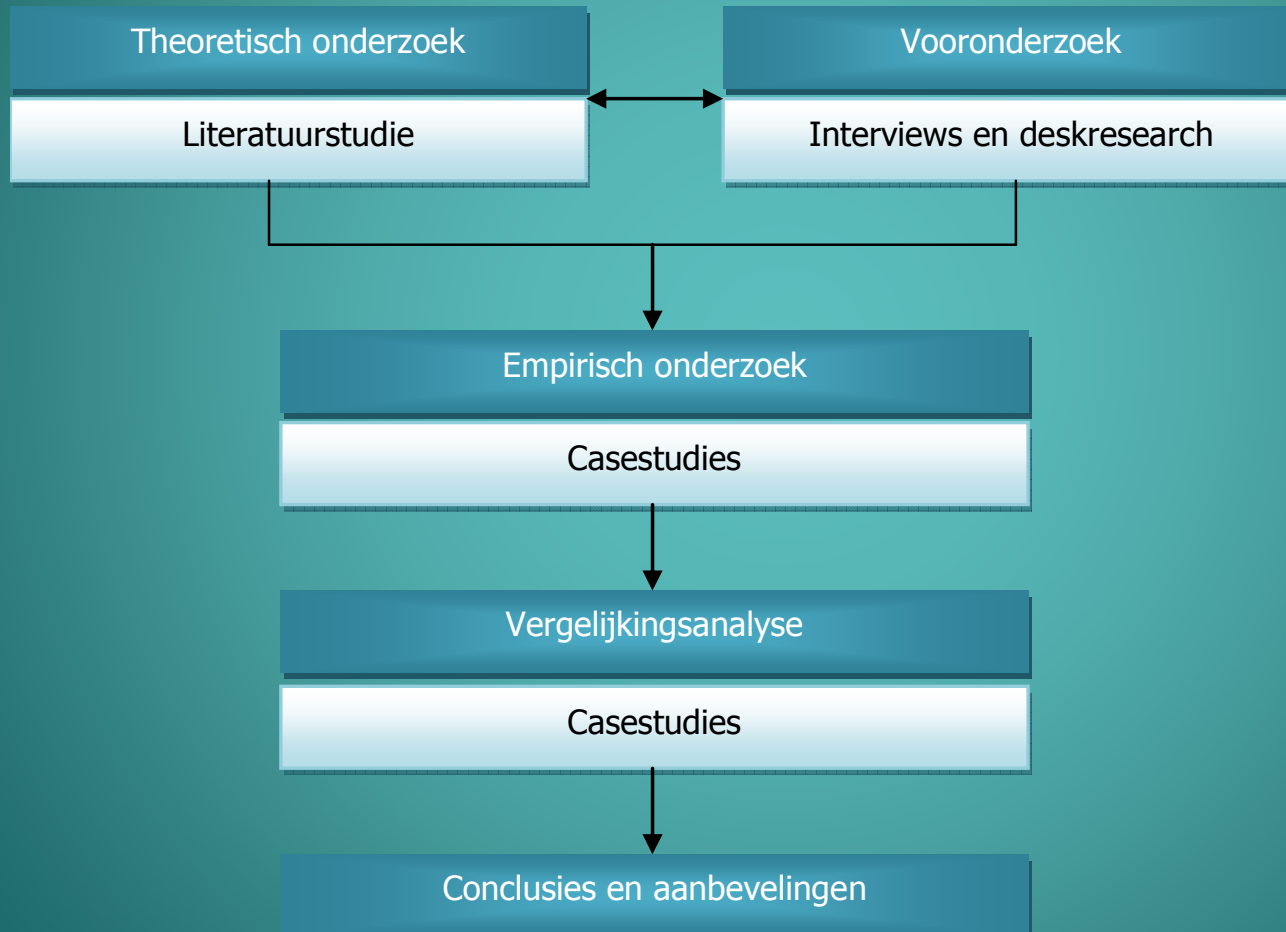 Theoretisch onderzoek
Literatuurstudie
Vooronderzoek
Interviews en deskresearch
Empirisch onderzoek
Casestudies
Vergelijkingsanalyse
Casestudies
Conclusies en aanbevelingen